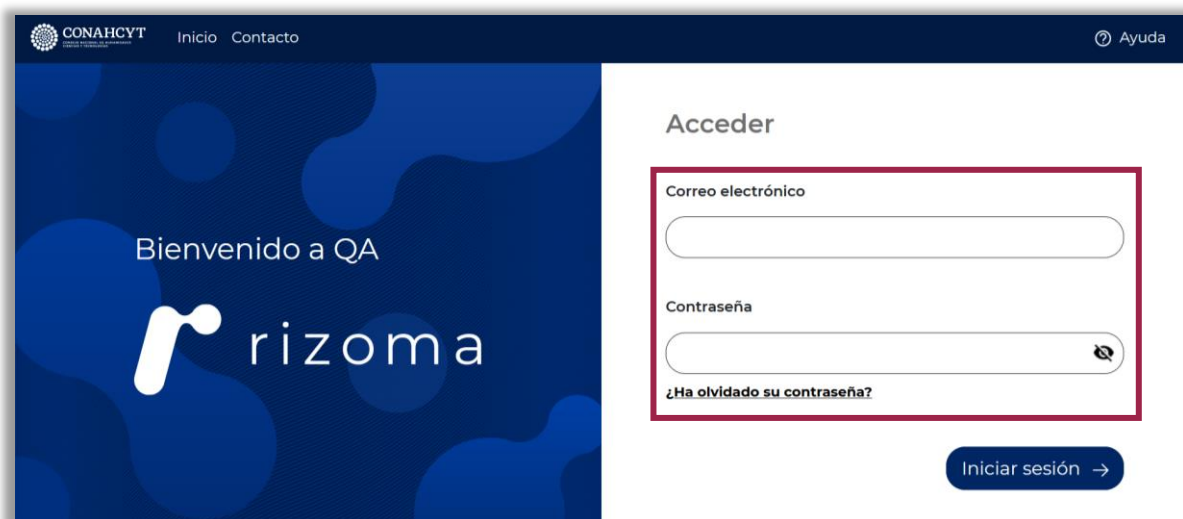 CONAHCYT
Inicio Contacto
Ayuda
Bienvenido a QA
rizoma
Acceder
Correo electrónico
Contraseña
¿Ha olvidado su contraseña?
Iniciar sesión →